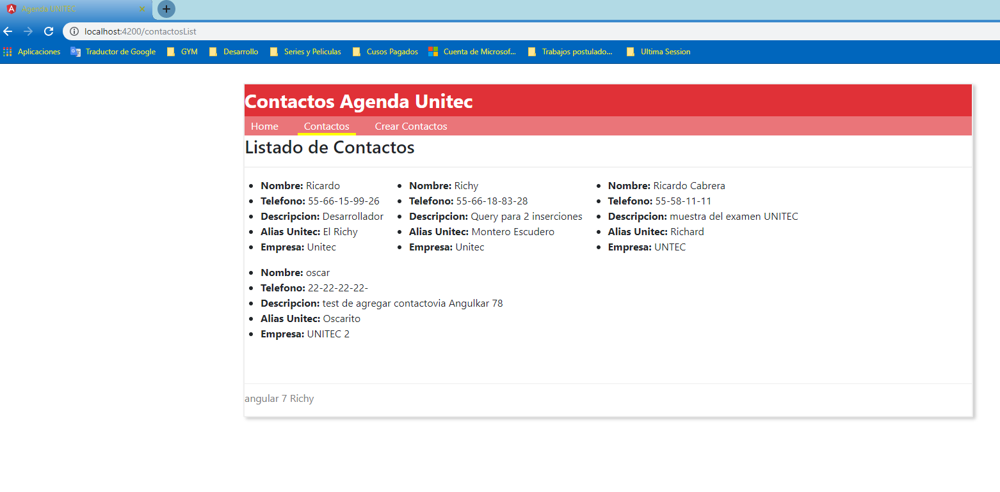 Agenda UNITEC
localhost:4200/contactosList
Aplicaciones Traductor de Google GYM Desarrollo Series y Peliculas Cusos Pagados Cuenta de Microsof... Trabajos postulado... Ultima Session
Contactos Agenda Unitec
Home Contactos Crear Contactos
Listado de Contactos
Nombre: Ricardo
Telefono: 55-66-15-99-26
Descripcion: Desarrollador
Alias Unitec: El Richy
Empresa: Unitec
Nombre: Richy
Telefono: 55-66-18-83-28
Descripcion: Query para 2 inserciones
Alias Unitec: Montero Escudero
Empresa: Unitec
Nombre: Ricardo Cabrera
Telefono: 55-58-11-11
Descripcion: muestra del examen UNITEC
Alias Unitec: Richard
Empresa: UNTEC
Nombre: oscar
Telefono: 22-22-22-22-
Descripcion: test de agregar contactovia Angulkar 78
Alias Unitec: Oscarito
Empresa: UNITEC 2
angular 7 Richy